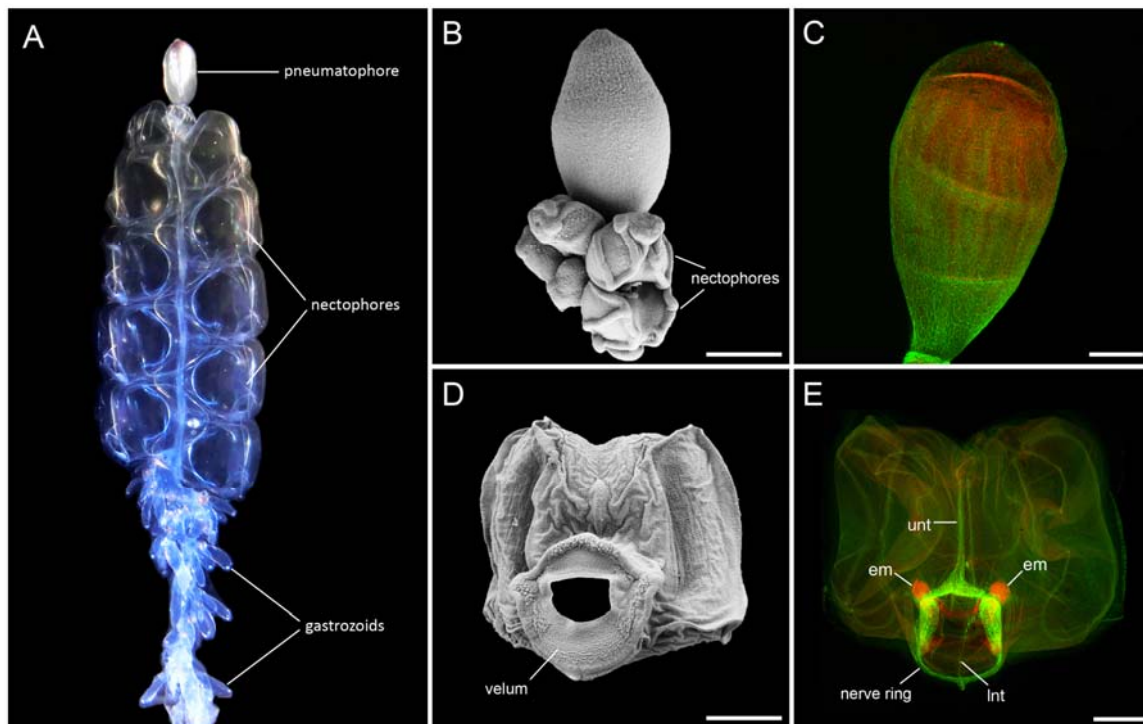 A
pneumatophore
nectophores
gastrozoids
B
nectophores
C
D
velum
E
unt
em
em
nerve ring
lnt